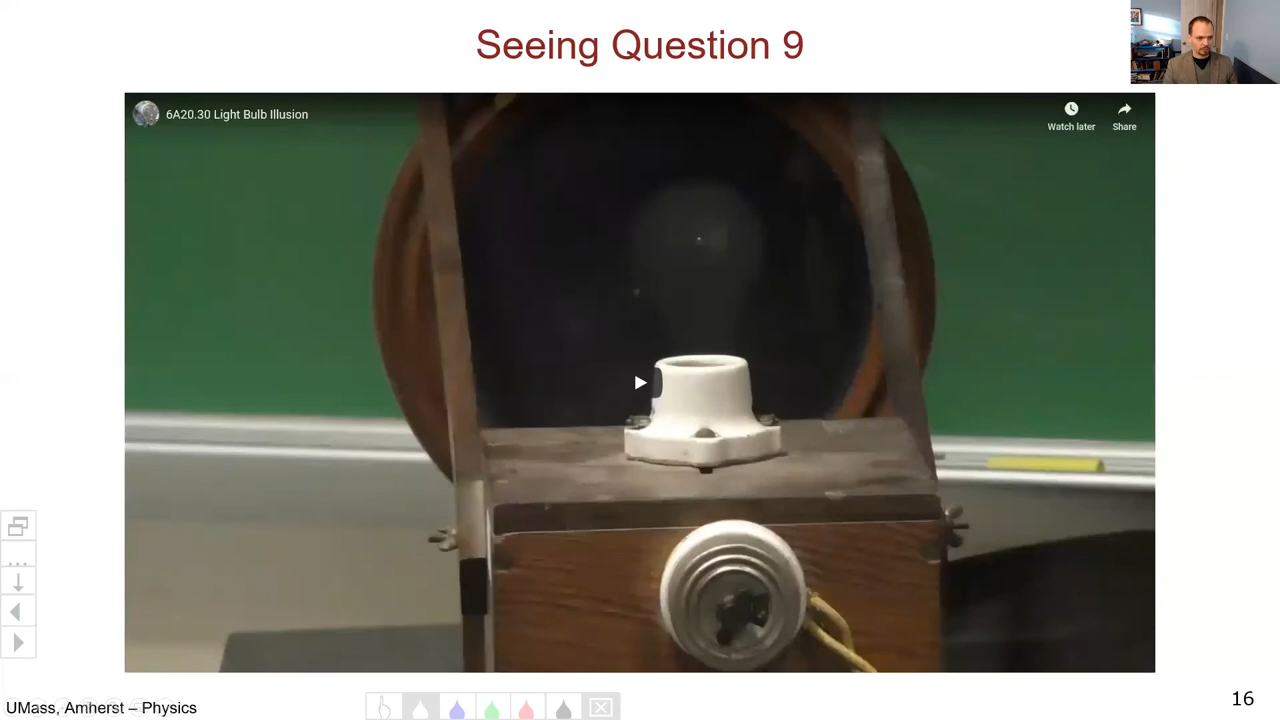 Seeing Question 9
6A20.30 Light Bulb Illusion
Watch later
Share
UMass, Amherst – Physics
16